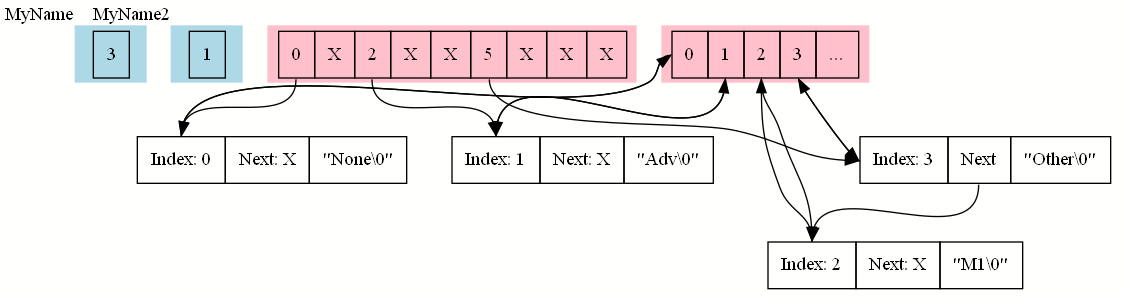 MyName MyName2
3 1 0 X 2 X X 5 X X X 0 1 2 3 ...
Index: 0 Next: X "None\0" Index: 1 Next: X "Adv\0" Index: 3 Next "Other\0"
Index: 2 Next: X "M1\0"